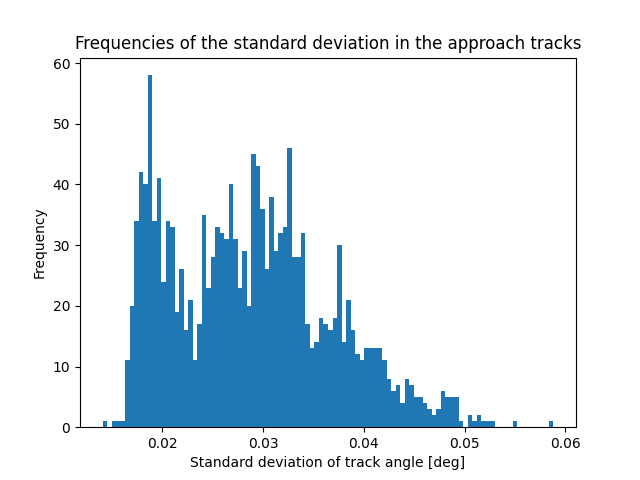 Frequencies of the standard deviation in the approach tracks
60
50
40
30
20
10
0
Frequency
0.02 0.03 0.04 0.05 0.06
Standard deviation of track angle [deg]